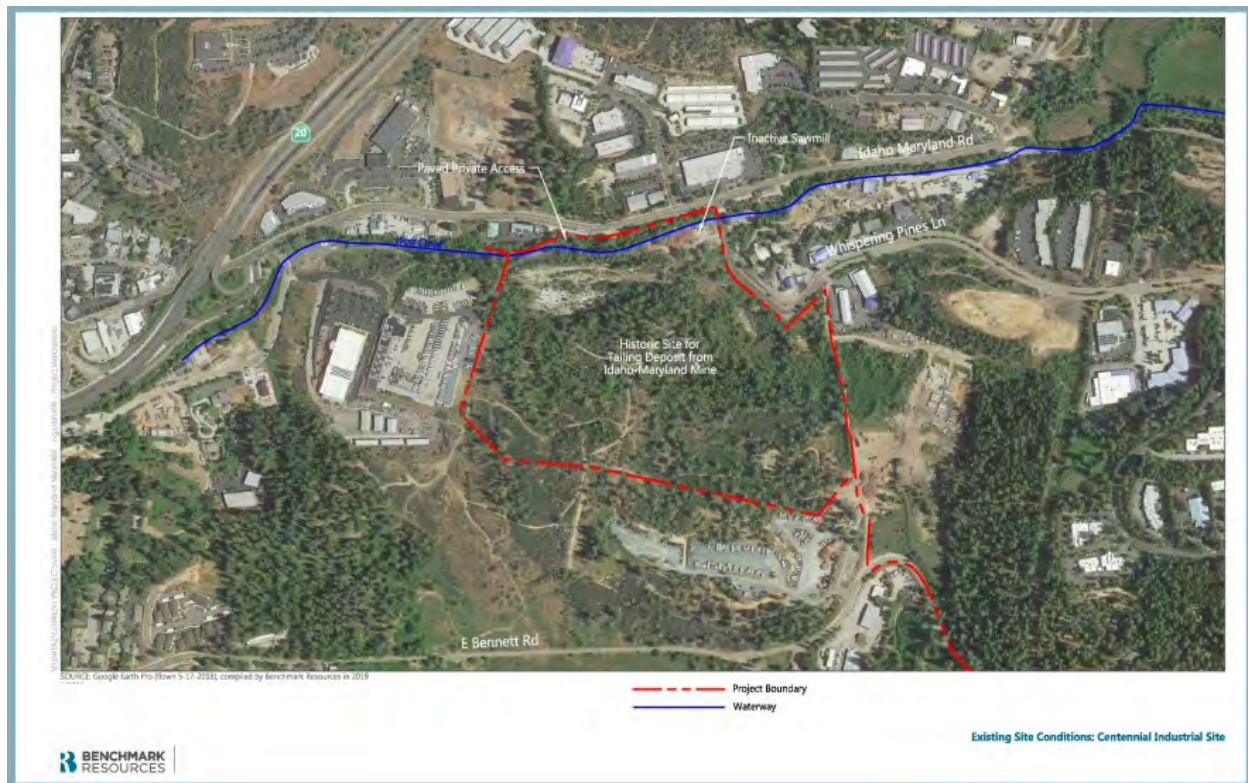 20
Idaho Maryland Rd
Inactive Sawmill
Paved Private Access
Wolf Creek
Whispering Pines Ln
Historic Site for
Tailing Deposit from
Idaho-Maryland Mine
E Bennett Rd
SOURCE: Google Earth Pro (flown 5-17-2018), compiled by Benchmark Resources in 2019
Project Boundary
Waterway
Existing Site Conditions: Centennial Industrial Site
BENCHMARK
RESOURCES